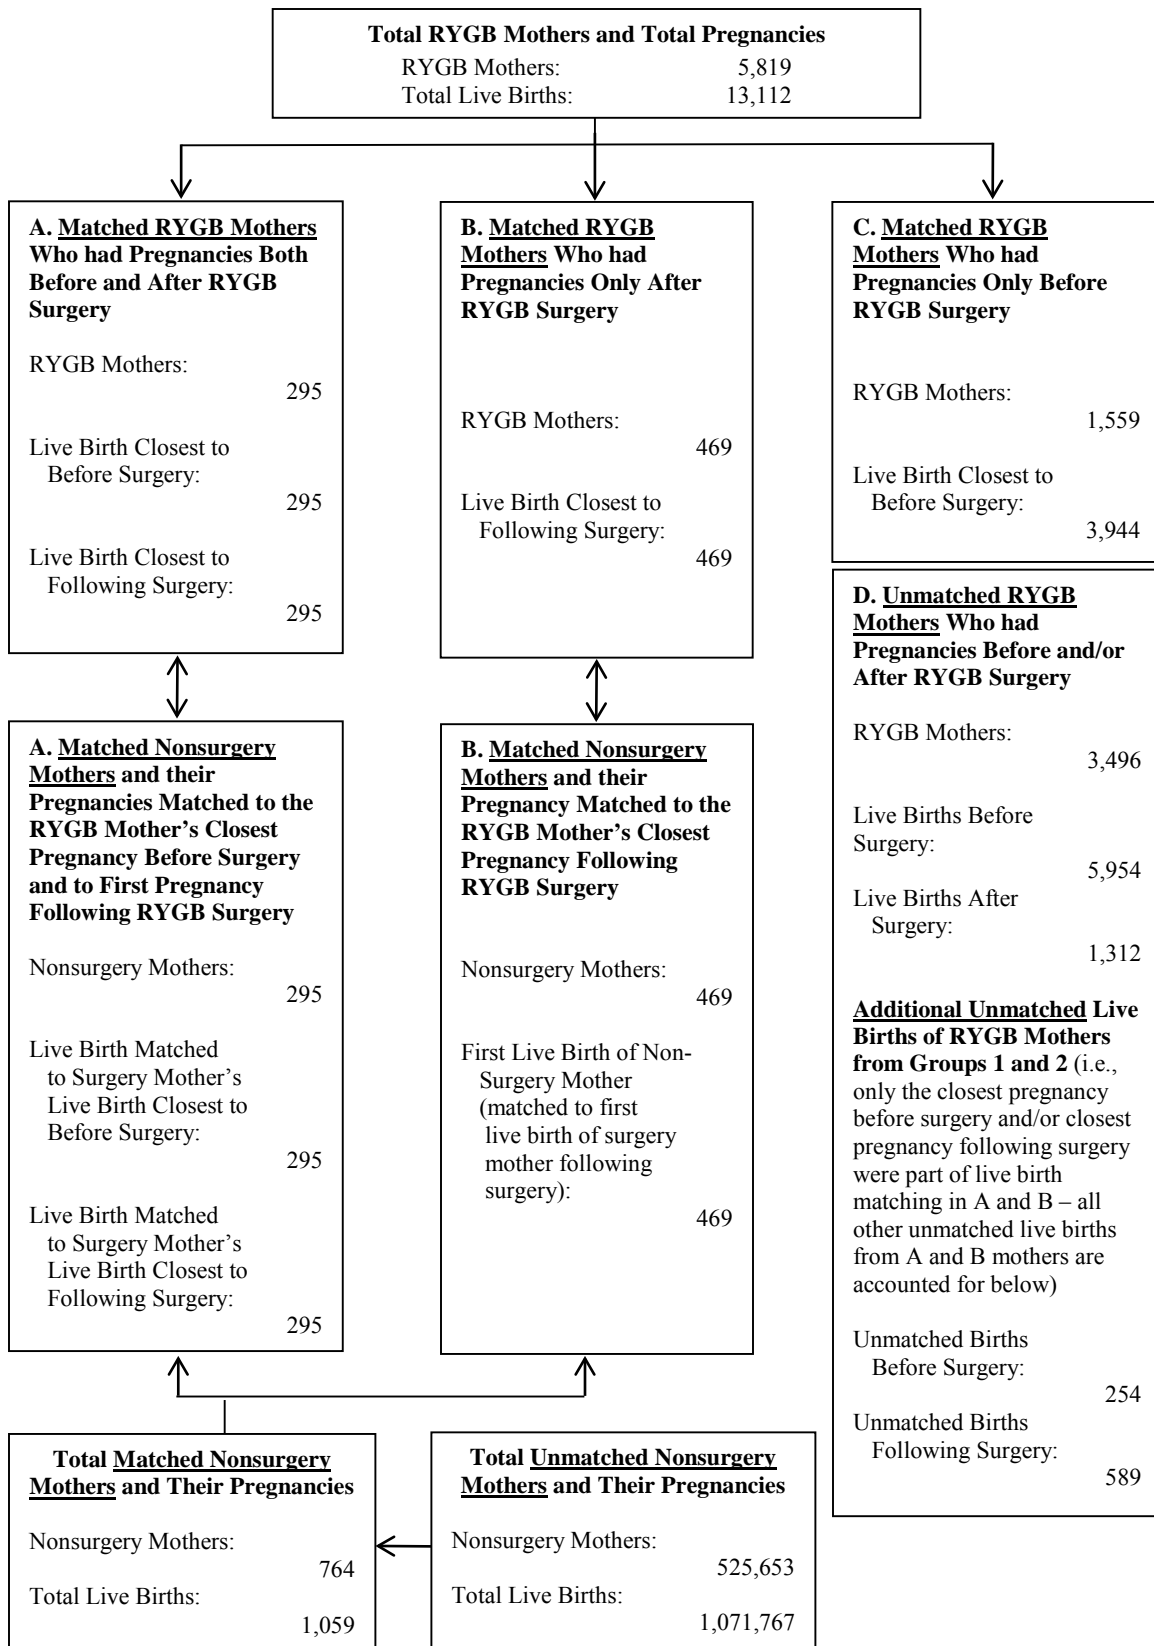 Total RYGB Mothers and Total Pregnancies
RYGB Mothers: 5,819
Total Live Births: 13,112
A. Matched RYGB Mothers
Who had Pregnancies Both
Before and After RYGB
Surgery
RYGB Mothers:
295
Live Birth Closest to
Before Surgery:
295
Live Birth Closest to
Following Surgery:
295
B. Matched RYGB
Mothers Who had
Pregnancies Only After
RYGB Surgery
RYGB Mothers:
469
Live Birth Closest to
Following Surgery:
469
C. Matched RYGB
Mothers Who had
Pregnancies Only Before
RYGB Surgery
RYGB Mothers:
1,559
Live Birth Closest to
Before Surgery:
3,944
A. Matched Nonsurgery
Mothers and their
Pregnancies Matched to the
RYGB Mother’s Closest
Pregnancy Before Surgery
and to First Pregnancy
Following RYGB Surgery
Nonsurgery Mothers:
295
Live Birth Matched
to Surgery Mother’s
Live Birth Closest to
Before Surgery:
295
Live Birth Matched
to Surgery Mother’s
Live Birth Closest to
Following Surgery:
295
B. Matched Nonsurgery
Mothers and their
Pregnancy Matched to the
RYGB Mother’s Closest
Pregnancy Following
RYGB Surgery
Nonsurgery Mothers:
469
First Live Birth of Non-
Surgery Mother
(matched to first
live birth of surgery
mother following
surgery):
469
D. Unmatched RYGB
Mothers Who had
Pregnancies Before and/or
After RYGB Surgery
RYGB Mothers:
3,496
Live Births Before
Surgery:
5,954
Live Births After
Surgery:
1,312
Additional Unmatched Live
Births of RYGB Mothers
from Groups 1 and 2 (i.e.,
only the closest pregnancy
before surgery and/or closest
pregnancy following surgery
were part of live birth
matching in A and B – all
other unmatched live births
from A and B mothers are
accounted for below)
Unmatched Births
Before Surgery:
254
Unmatched Births
Following Surgery:
589
Total Matched Nonsurgery
Mothers and Their Pregnancies
Nonsurgery Mothers:
764
Total Live Births:
1,059
Total Unmatched Nonsurgery
Mothers and Their Pregnancies
Nonsurgery Mothers:
525,653
Total Live Births:
1,071,767